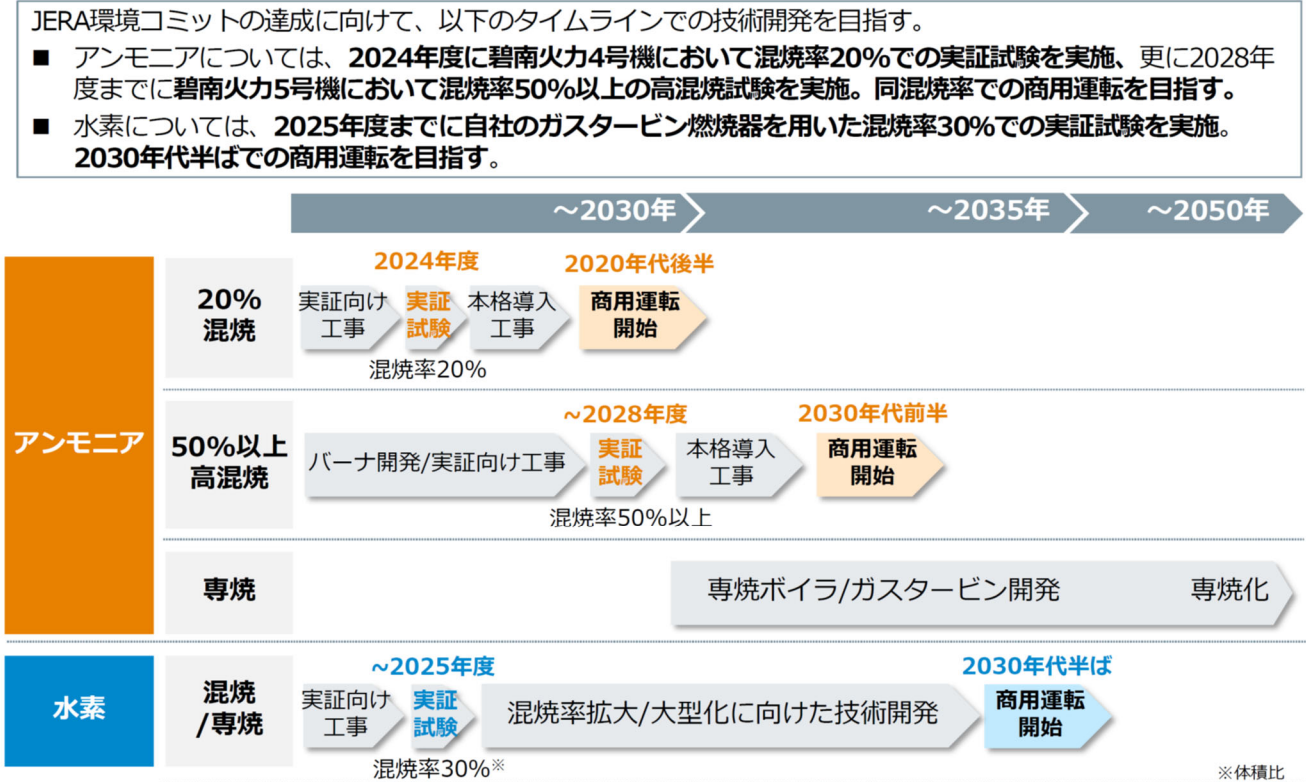 JERA環境コミットの達成に向けて、以下のタイムラインでの技術開発を目指す。
■ アンモニアについては、2024年度に碧南火力4号機において混焼率20%での実証試験を実施、更に2028年
度までに碧南火力5号機において混焼率50%以上の高混焼試験を実施。同混焼率での商用運転を目指す。
■ 水素については、2025年度までに自社のガスタービン燃焼器を用いた混焼率30%での実証試験を実施。
2030年代半ばでの商用運転を目指す。
～2030年
～2035年
～2050年
アンモニア
20%
混焼
2024年度
2020年代後半
実証向け
工事
実証
試験
本格導入
工事
商用運転
開始
混焼率20%
50%以上
高混焼
~2028年度
2030年代前半
バーナ開発/実証向け工事
実証
試験
本格導入
工事
商用運転
開始
混焼率50%以上
専焼
専焼ボイラ/ガスタービン開発
専焼化
水素
混焼
/専焼
~2025年度
2030年代半ば
実証向け
工事
実証
試験
混焼率拡大/大型化に向けた技術開発
商用運転
開始
混焼率30%※
※体積比